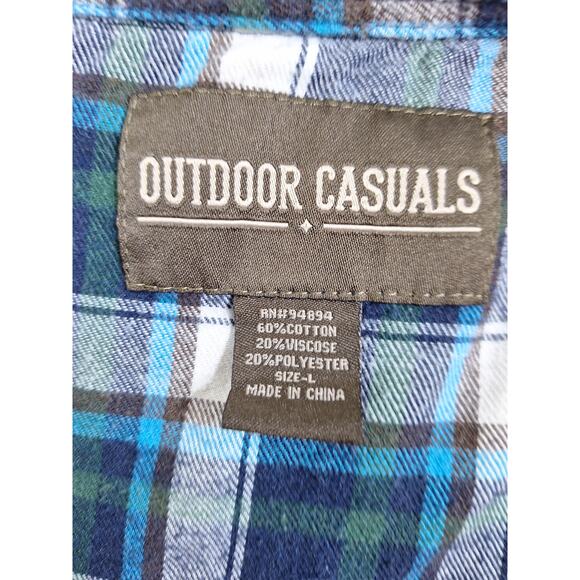 OUTDOOR CASUALS
RN#94894
60%COTTON
20%VISCOSE
20%POLYESTER
SIZE-L
MADE IN CHINA